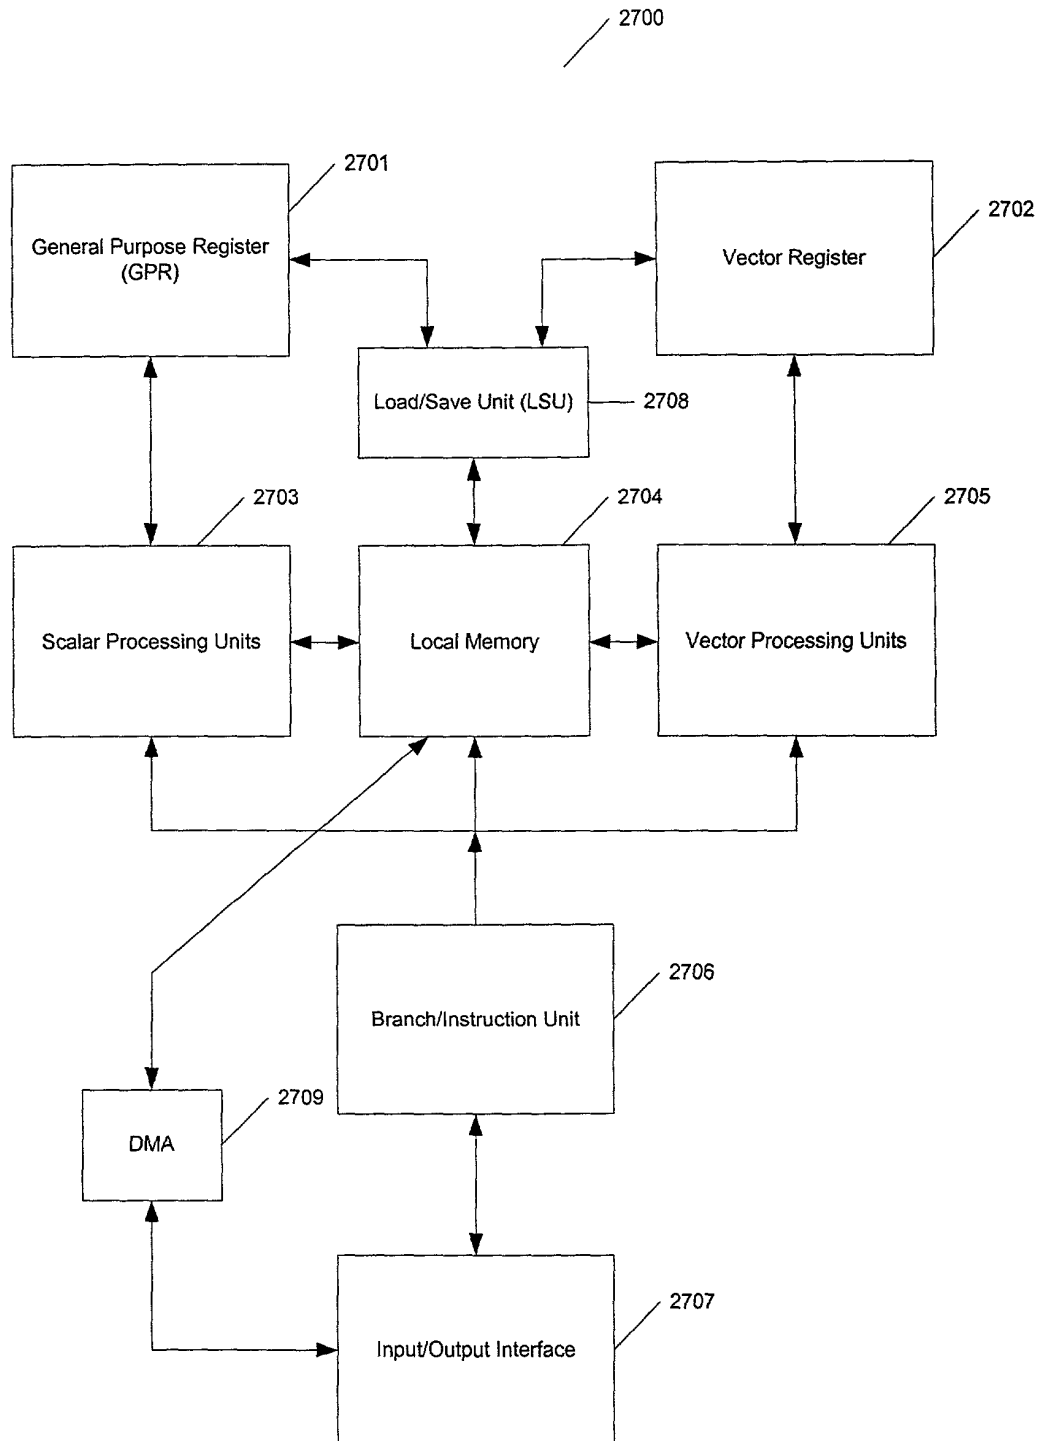 2700
2701
General Purpose Register
(GPR)
2702
Vector Register
Load/Save Unit (LSU)
2708
2703
2704
2705
Scalar Processing Units
Local Memory
Vector Processing Units
2706
Branch/Instruction Unit
2709
DMA
2707
Input/Output Interface